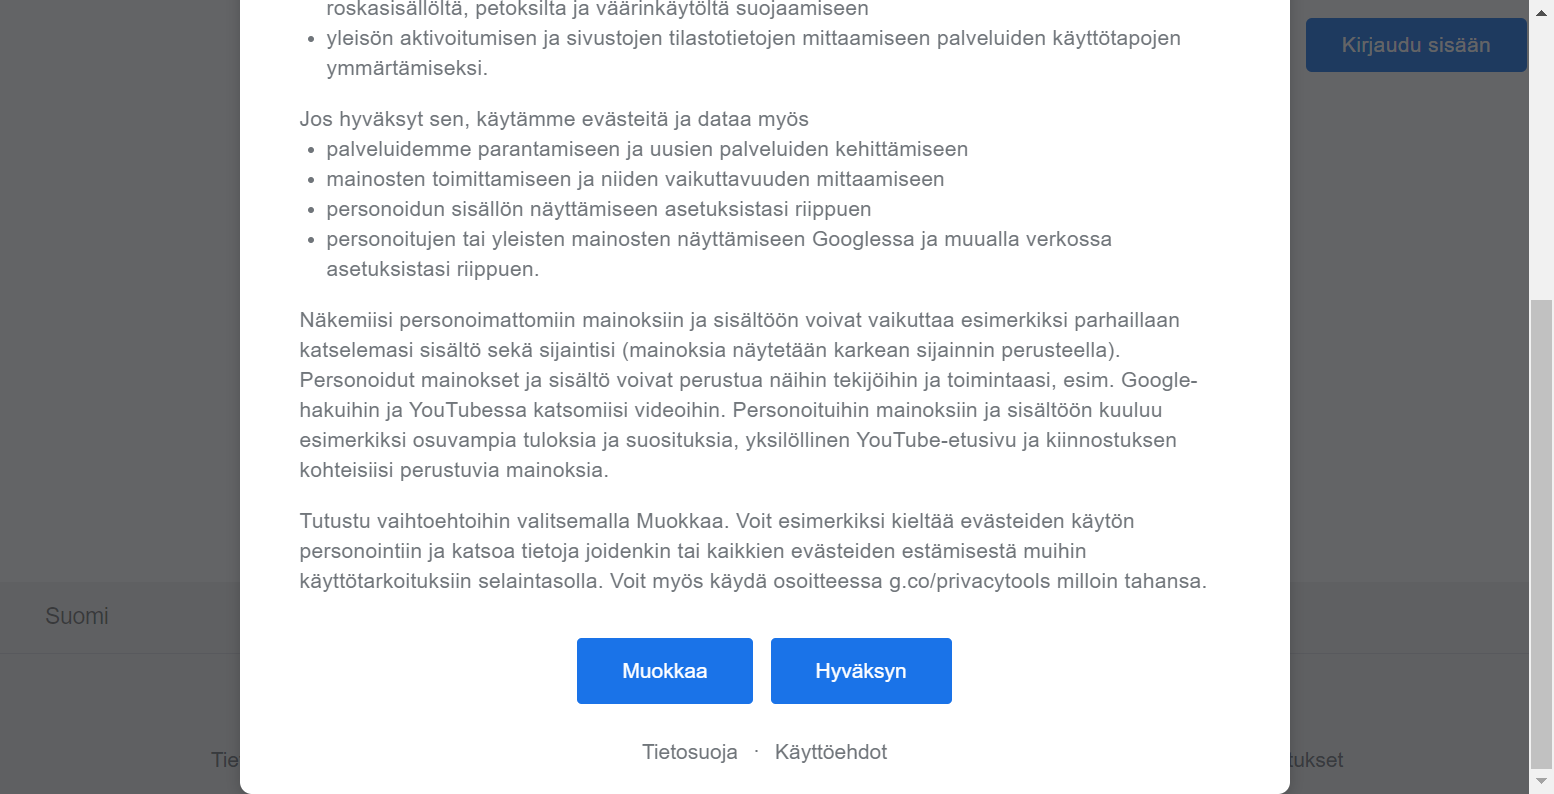 roskasisällöltä, petoksilta ja väärinkäytöltä suojaamiseen
Kirjaudu sisään
• yleisön aktivoitumisen ja sivustojen tilastotietojen mittaamiseen palveluiden käyttötapojen
ymmärtämiseksi.
Jos hyväksyt sen, käytämme evästeitä ja dataa myös
• palveluidemme parantamiseen ja uusien palveluiden kehittämiseen
• mainosten toimittamiseen ja niiden vaikuttavuuden mittaamiseen
• personoidun sisällön näyttämiseen asetuksistasi riippuen
• personoitujen tai yleisten mainosten näyttämiseen Googlessa ja muualla verkossa
asetuksistasi riippuen.
Näkemiisi personoimattomiin mainoksiin ja sisältöön voivat vaikuttaa esimerkiksi parhaillaan
katselemasi sisältö sekä sijaintisi (mainoksia näytetään karkean sijainnin perusteella).
Personoidut mainokset ja sisältö voivat perustua näihin tekijöihin ja toimintaasi, esim. Google-
hakuihin ja YouTubessa katsomiisi videoihin. Personoituihin mainoksiin ja sisältöön kuuluu
esimerkiksi osuvampia tuloksia ja suosituksia, yksilöllinen YouTube-etusivu ja kiinnostuksen
kohteisiisi perustuvia mainoksia.
Tutustu vaihtoehtoihin valitsemalla Muokkaa. Voit esimerkiksi kieltää evästeiden käytön
personointiin ja katsoa tietoja joidenkin tai kaikkien evästeiden estämisestä muihin
käyttötarkoituksiin selaintasolla. Voit myös käydä osoitteessa g.co/privacytools milloin tahansa.
Suomi
Muokkaa
Hyväksyn
Tietosuoja · Käyttöehdot